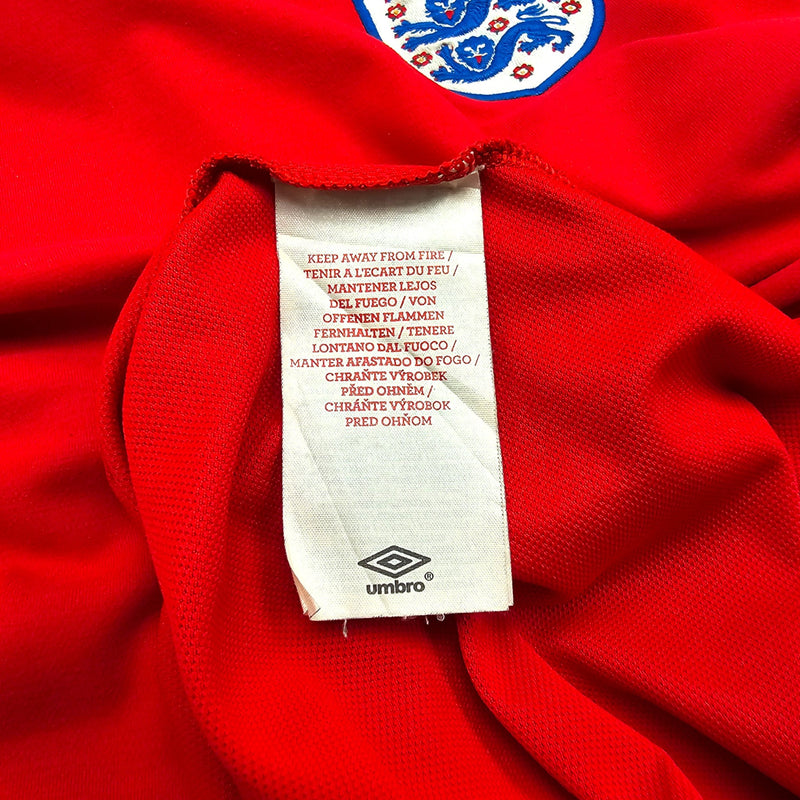 KEEP AWAY FROM FIRE /
TENIR A L'ECART DU FEU /
MANTENER LEJOS
DEL FUEGO / VON
OFFENEN FLAMMEN
FERNHALTEN / TENERE
LONTANO DAL FUOCO /
MANTER AFASTADO DO FOGO /
CHRAŇTE VÝROBEK
PŘED OHNĚM /
CHRÁŇTE VÝROBOK
PRED OHŇOM
umbro®